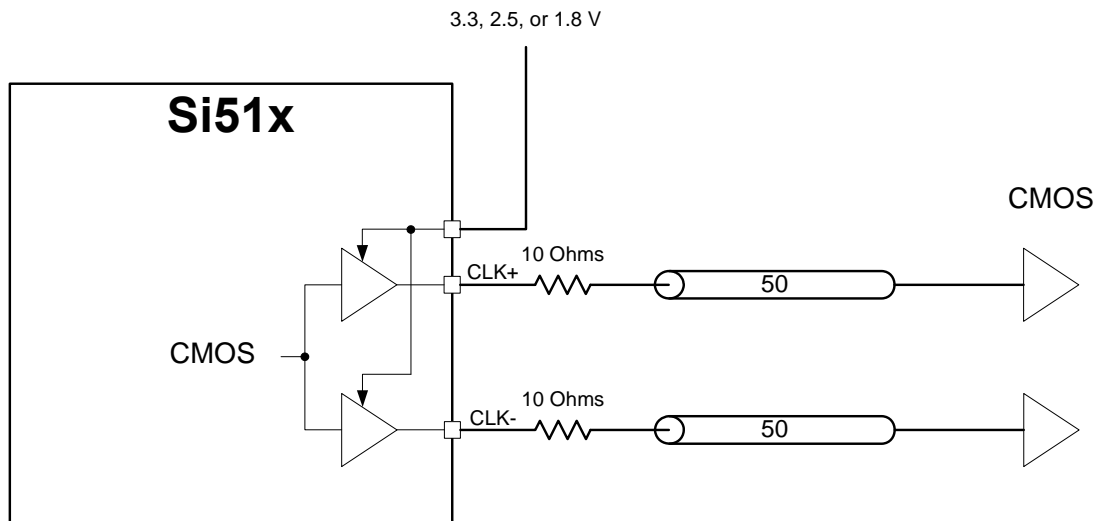 3.3, 2.5, or 1.8 V
Si51x
CMOS
10 Ohms
CLK+
50
CMOS
10 Ohms
CLK-
50